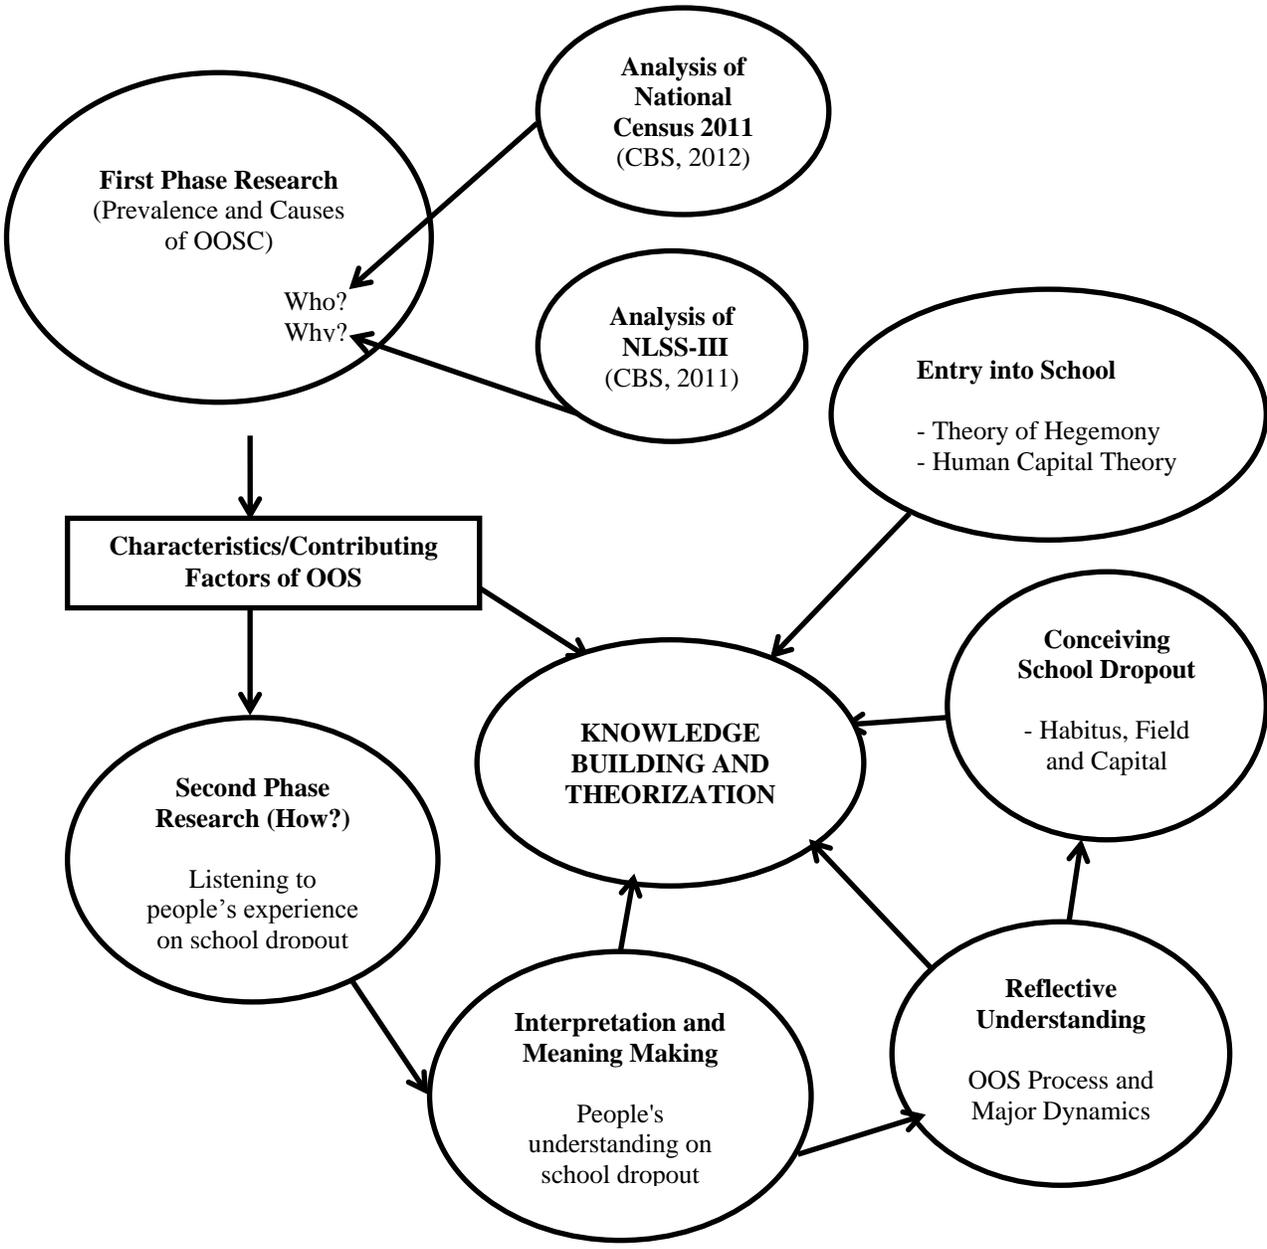 Analysis of
National
Census 2011
(CBS, 2012)
First Phase Research
(Prevalence and Causes
of OOSC)
Who?
Why?
Analysis of
NLSS-III
(CBS, 2011)
Entry into School
- Theory of Hegemony
- Human Capital Theory
Characteristics/Contributing
Factors of OOS
Conceiving
School Dropout
- Habitus, Field
and Capital
KNOWLEDGE
BUILDING AND
THEORIZATION
Second Phase
Research (How?)
Listening to
people’s experience
on school dropout
Interpretation and
Meaning Making
People's
understanding on
school dropout
Reflective
Understanding
OOS Process and
Major Dynamics